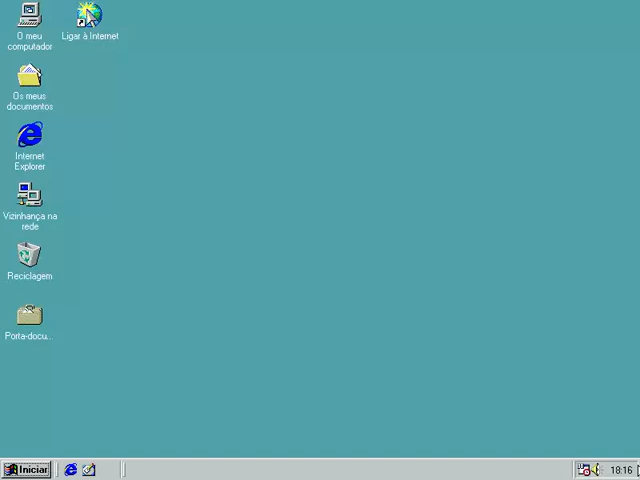 O meu
computador
Ligar à Internet
Os meus
documentos
Internet
Explorer
Vizinhança na
rede
Reciclagem
Porta-docu...
Iniciar
18:16